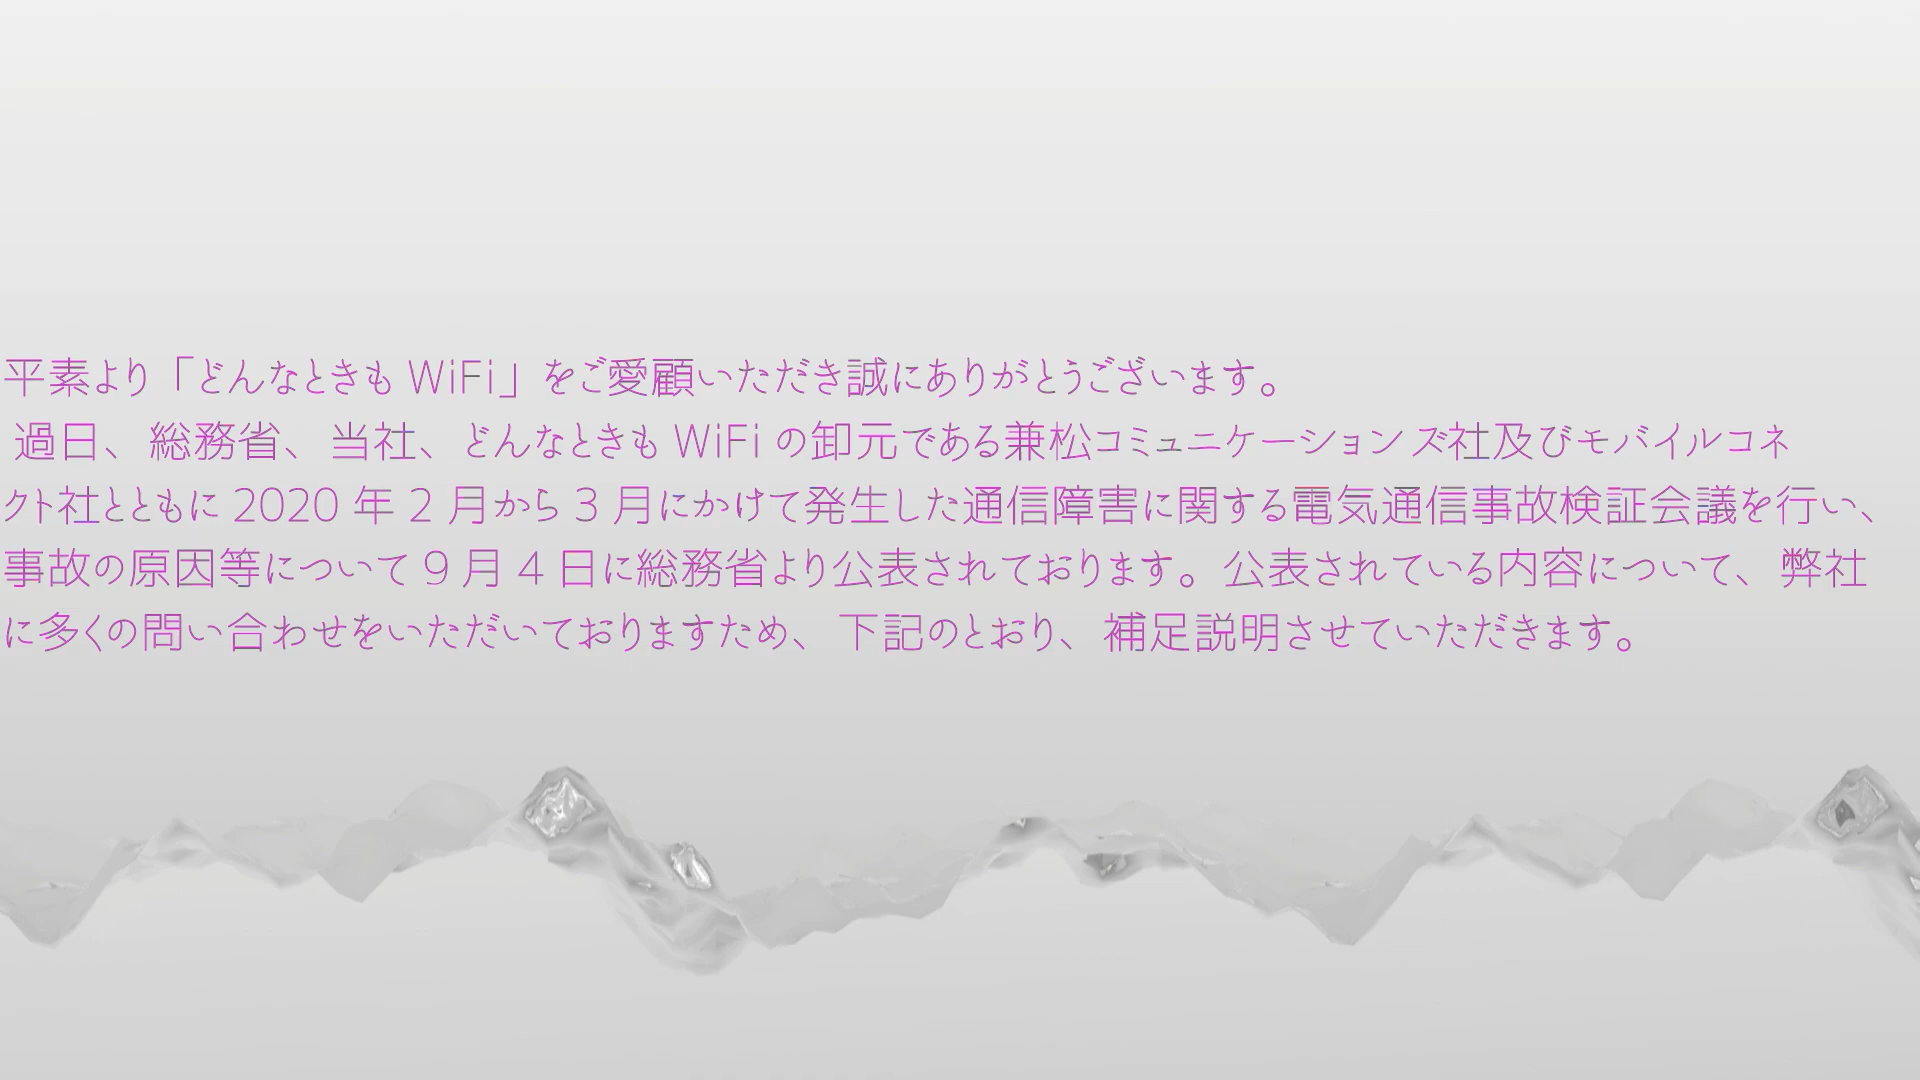 平素より「どんなときも WiFi」をご愛顧いただき誠にありがとうございます。
過日、総務省、当社、どんなときも WiFi の卸元である兼松コミュニケーションズ社及びモバイルコネ
クト社とともに 2020 年 2 月から 3 月にかけて発生した通信障害に関する電気通信事故検証会議を行い、
事故の原因等について 9 月 4 日に総務省より公表されております。公表されている内容について、弊社
に多くの問い合わせをいただいておりますため、下記のとおり、補足説明させていただきます。